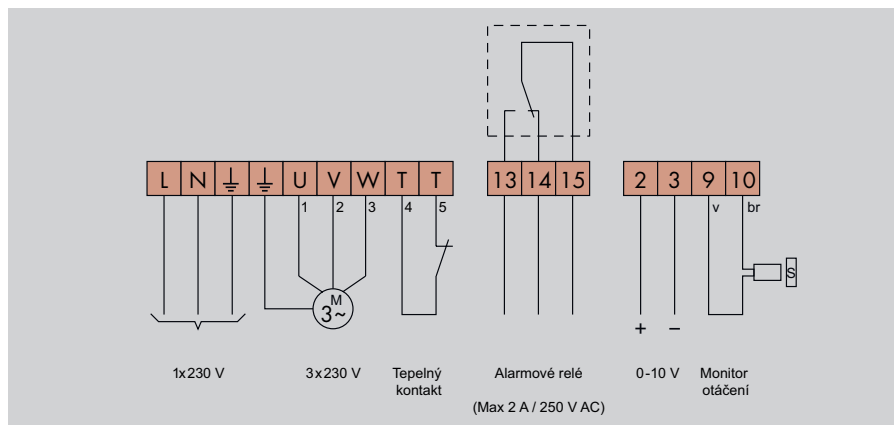 L N U V W T T 13 14 15 2 3 9 10
1 2 3 4 5 v br
M
3~
S
+ −
1x230 V 3x230 V Tepelný kontakt Alarmové relé 0-10 V Monitor otáčení
(Max 2 A / 250 V AC)